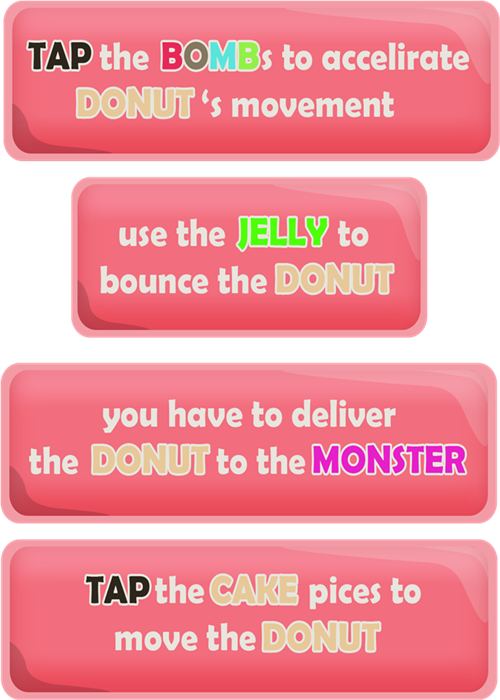 TAP the BOMBs to accelirate
DONUT ‘s movement
use the JELLY to
bounce the DONUT
you have to deliver
the DONUT to the MONSTER
TAP the CAKE pices to
move the DONUT